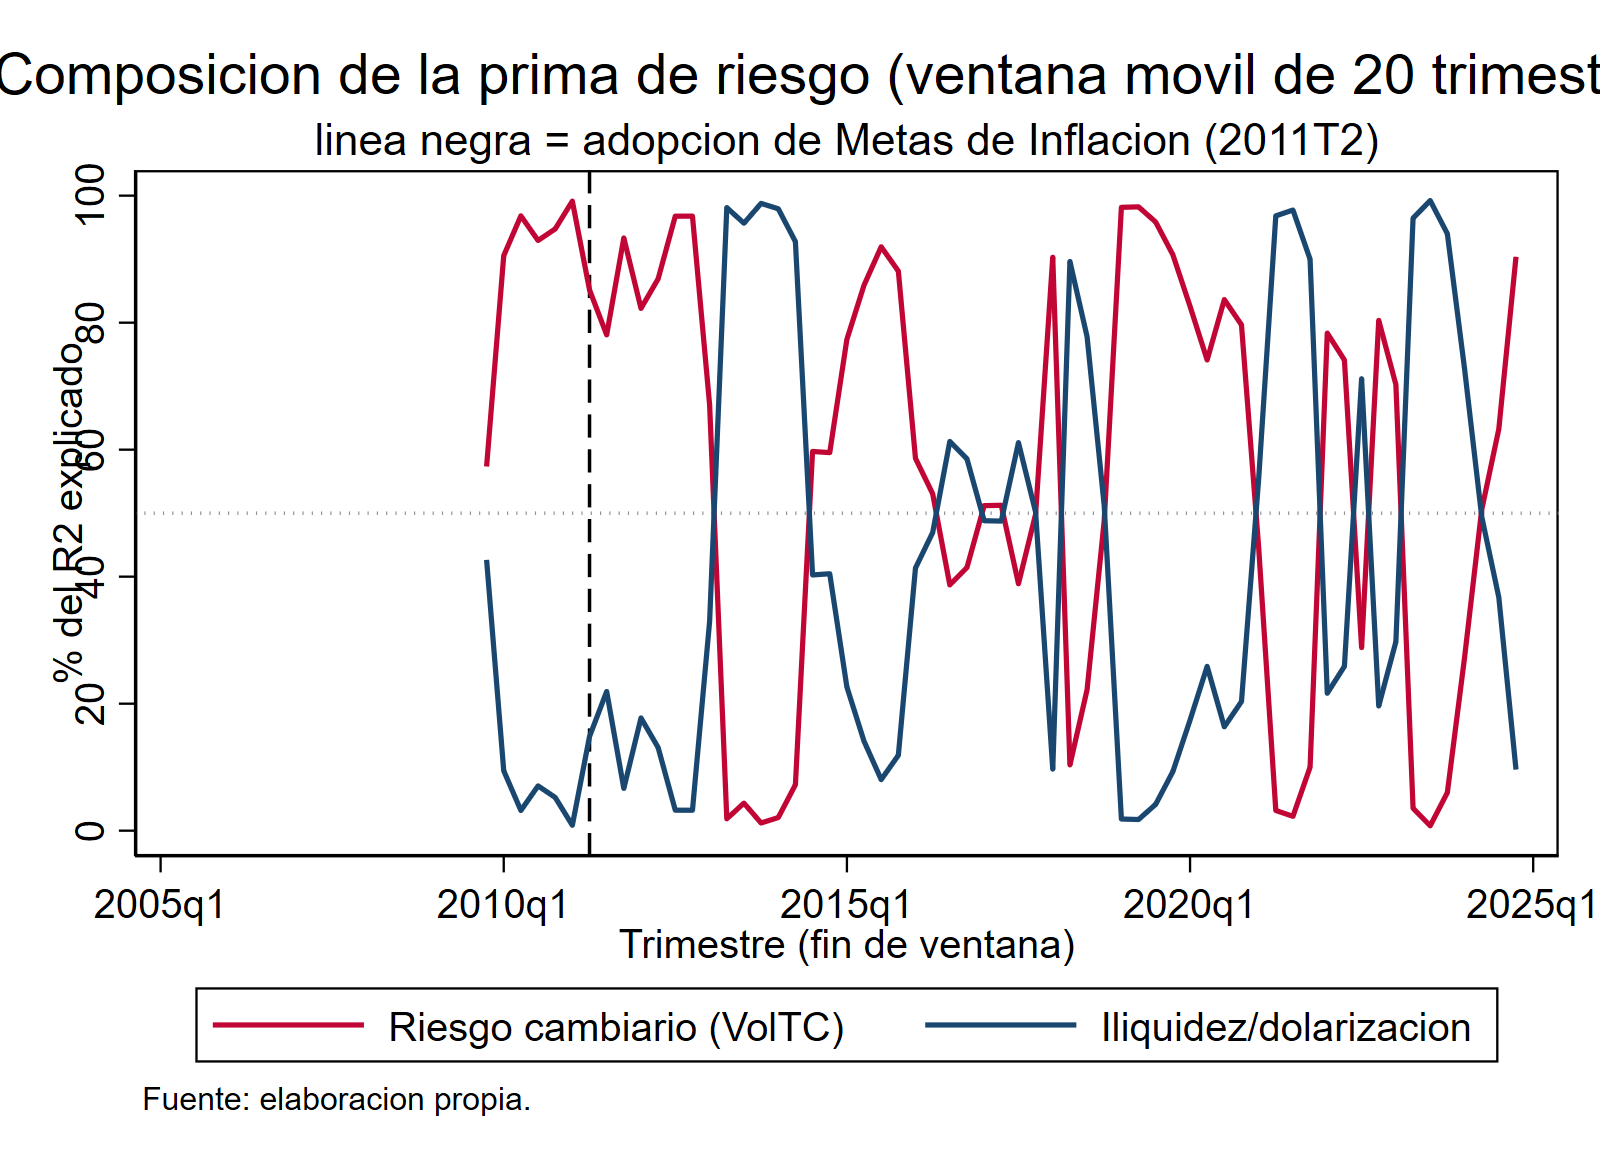 Composicion de la prima de riesgo (ventana movil de 20 trimest
linea negra = adopcion de Metas de Inflacion (2011T2)
% del R2 explicado
100
80
60
40
20
0
2005q1
2010q1
2015q1
2020q1
2025q1
Trimestre (fin de ventana)
Riesgo cambiario (VolTC)
Iliquidez/dolarizacion
Fuente: elaboracion propia.